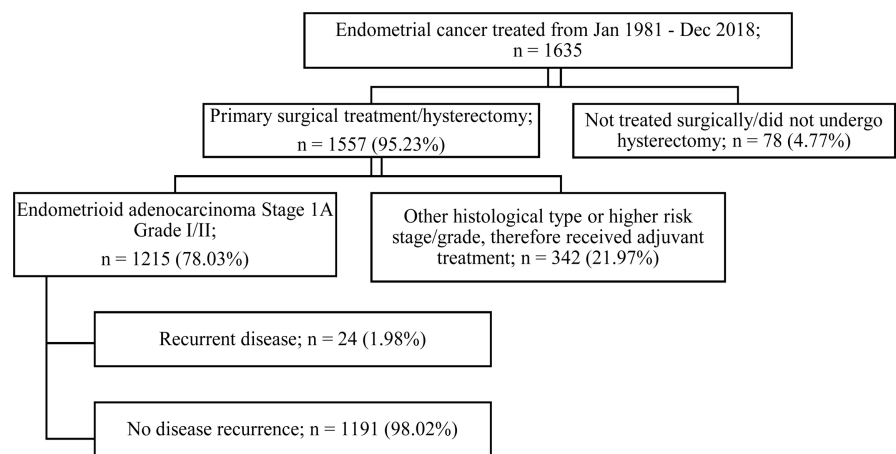 Endometrial cancer treated from Jan 1981 - Dec 2018;
n = 1635
Primary surgical treatment/hysterectomy;
n = 1557 (95.23%)
Not treated surgically/did not undergo
hysterectomy; n = 78 (4.77%)
Endometrioid adenocarcinoma Stage 1A
Grade I/II;
n = 1215 (78.03%)
Other histological type or higher risk
stage/grade, therefore received adjuvant
treatment; n = 342 (21.97%)
Recurrent disease; n = 24 (1.98%)
No disease recurrence; n = 1191 (98.02%)